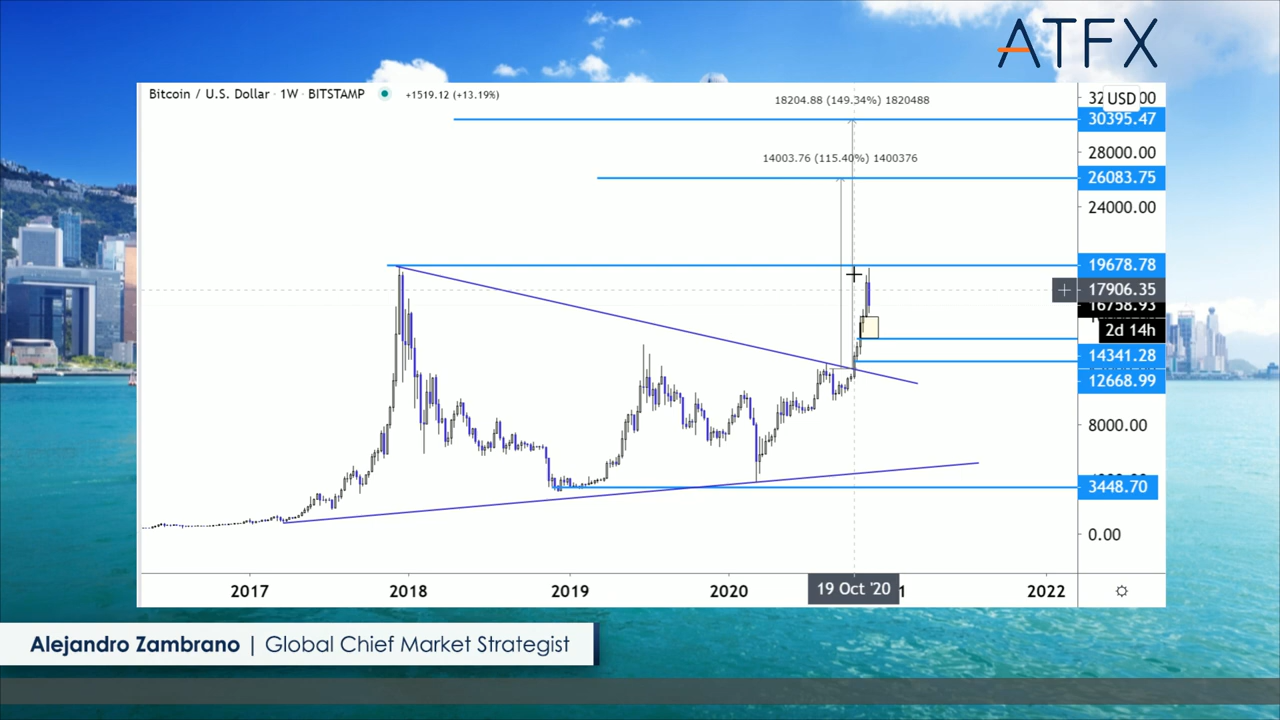 ATFX
Bitcoin / U.S. Dollar · 1W · BITSTAMP +1519.12 (+13.19%)
18204.88 (149.34%) 1820488
14003.76 (115.40%) 1400376
USD
30395.47
28000.00
26083.75
24000.00
19678.78
17906.35
16758.93
2d 14h
14341.28
12668.99
8000.00
3448.70
0.00
2017 2018 2019 2020 19 Oct '20 2022
Alejandro Zambrano | Global Chief Market Strategist